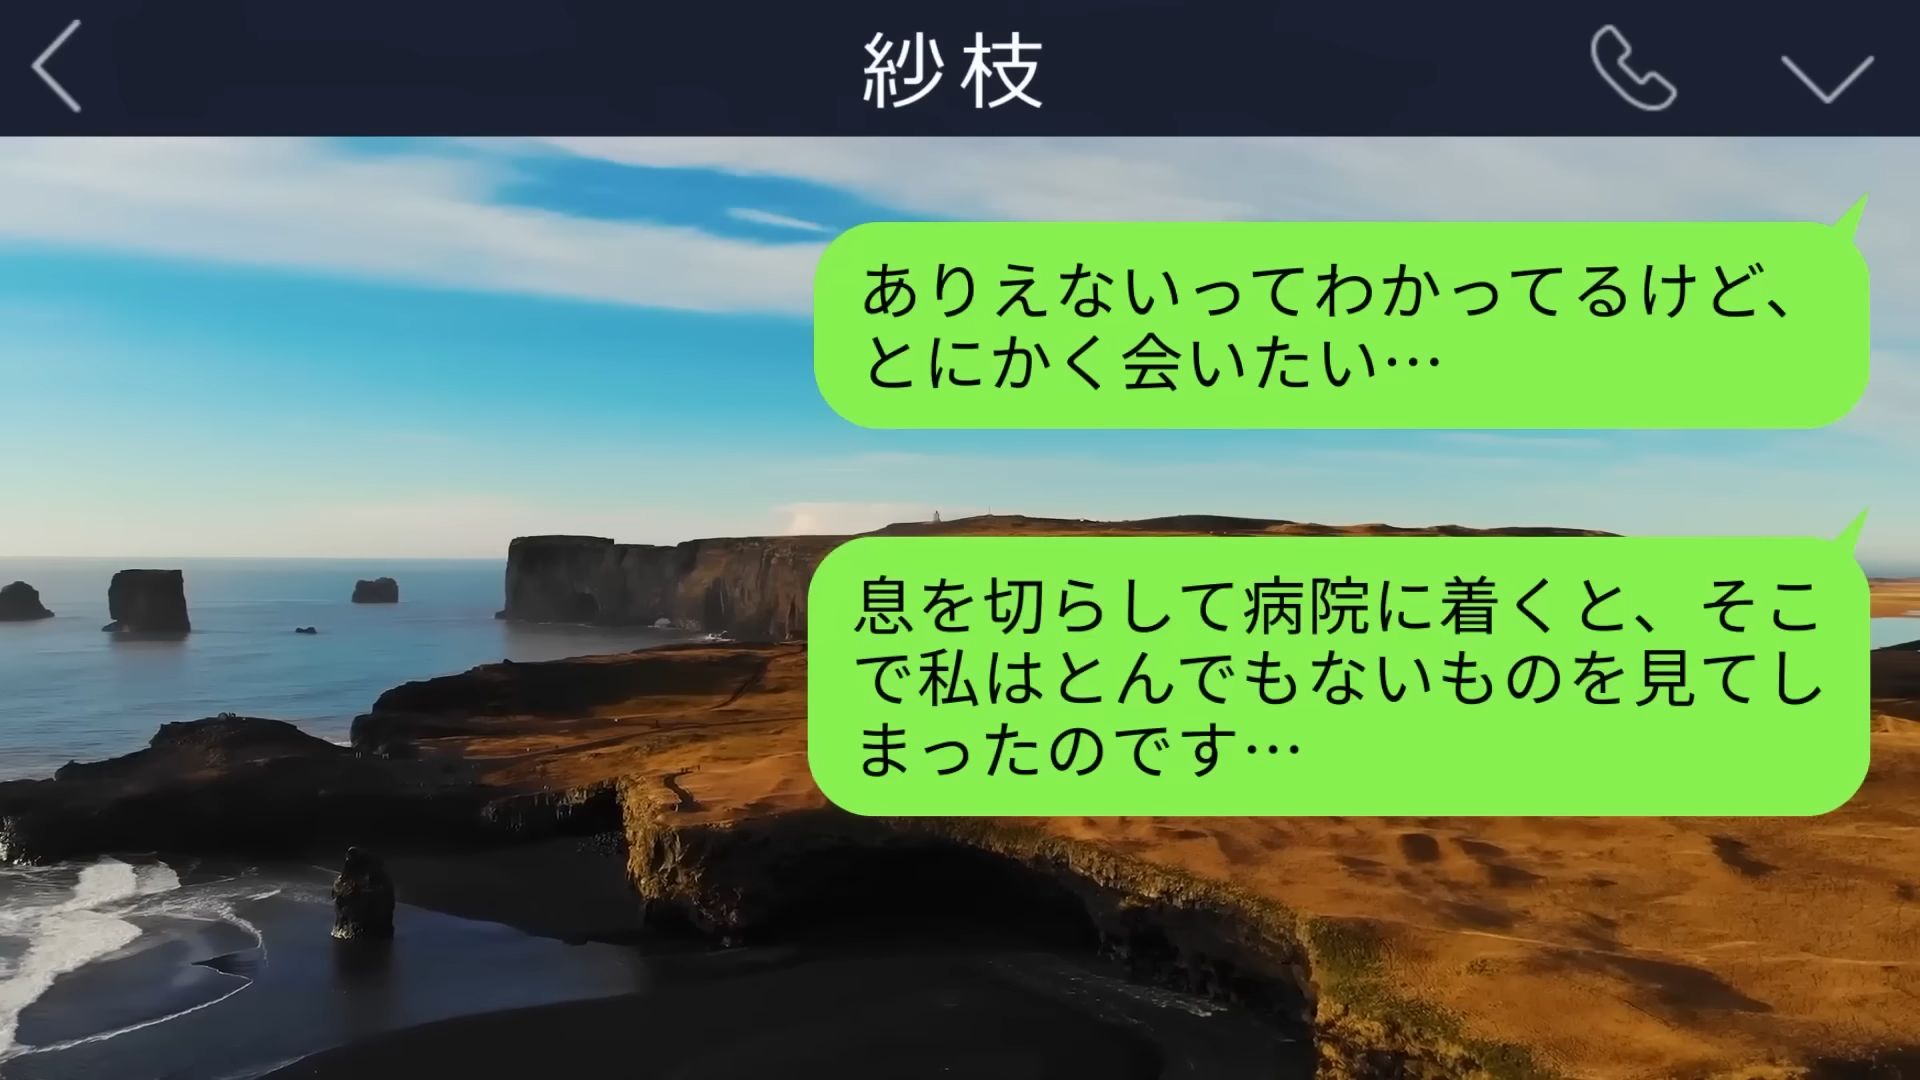 紗枝
ありえないってわかってるけど、
とにかく会いたい…
息を切らして病院に着くと、そこ
で私はとんでもないものを見てし
まったのです…